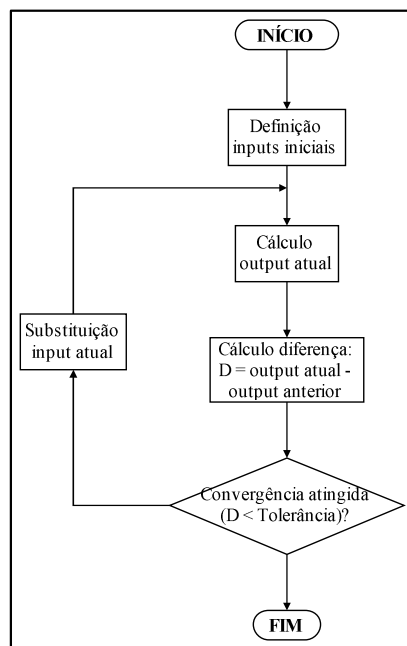 INÍCIO
Definição
inputs iniciais
Cálculo
output atual
Substituição
input atual
Cálculo diferença:
D = output atual -
output anterior
Convergência atingida
(D < Tolerância)?
FIM